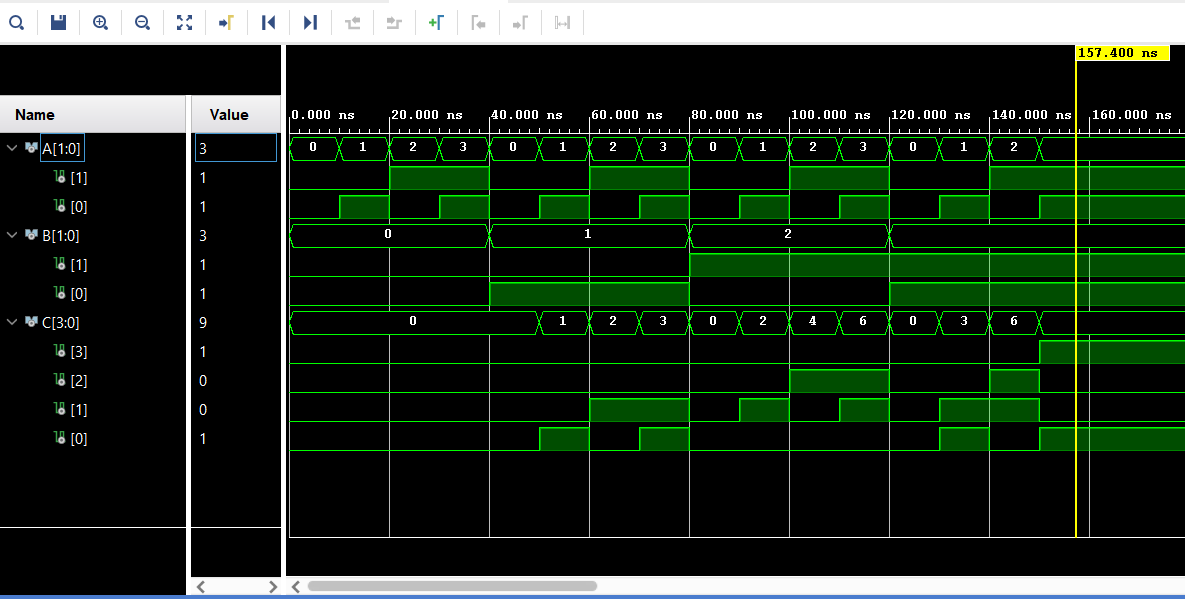 157.400 ns
Name Value
0.000 ns 20.000 ns 40.000 ns 60.000 ns 80.000 ns 100.000 ns 120.000 ns 140.000 ns 160.000 ns
A[1:0] 3 0 1 2 3 0 1 2 3 0 1 2 3 0 1 2
[1] 1
[0] 1
B[1:0] 3 0 1 2
[1] 1
[0] 1
C[3:0] 9 0 1 2 3 0 2 4 6 0 3 6
[3] 1
[2] 0
[1] 0
[0] 1